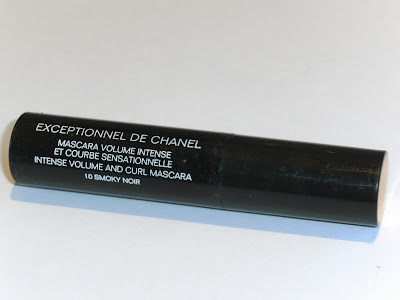 EXCEPTIONNEL DE CHANEL
MASCARA VOLUME INTENSE
ET COURBE SENSATIONNELLE
INTENSE VOLUME AND CURL MASCARA
10 SMOKY NOIR